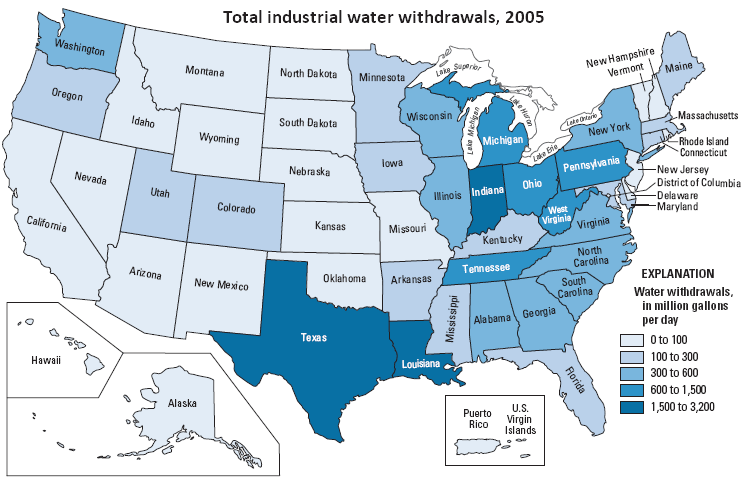 Total industrial water withdrawals, 2005
Washington
Oregon
California
Nevada
Idaho
Montana
Wyoming
Utah
Colorado
Arizona
New Mexico
North Dakota
South Dakota
Nebraska
Kansas
Oklahoma
Texas
Minnesota
Iowa
Missouri
Arkansas
Louisiana
Wisconsin
Illinois
Michigan
Indiana
Ohio
Kentucky
Tennessee
Mississippi
Alabama
Georgia
Florida
South
Carolina
North
Carolina
Virginia
West
Virginia
Pennsylvania
New York
Maine
New Hampshire
Vermont
Massachusetts
Rhode Island
Connecticut
New Jersey
District of Columbia
Delaware
Maryland
Lake Superior
Lake Michigan
Lake Huron
Lake Erie
Lake Ontario
Hawaii
Alaska
Puerto
Rico
U.S.
Virgin
Islands
EXPLANATION
Water withdrawals,
in million gallons
per day
0 to 100
100 to 300
300 to 600
600 to 1,500
1,500 to 3,200